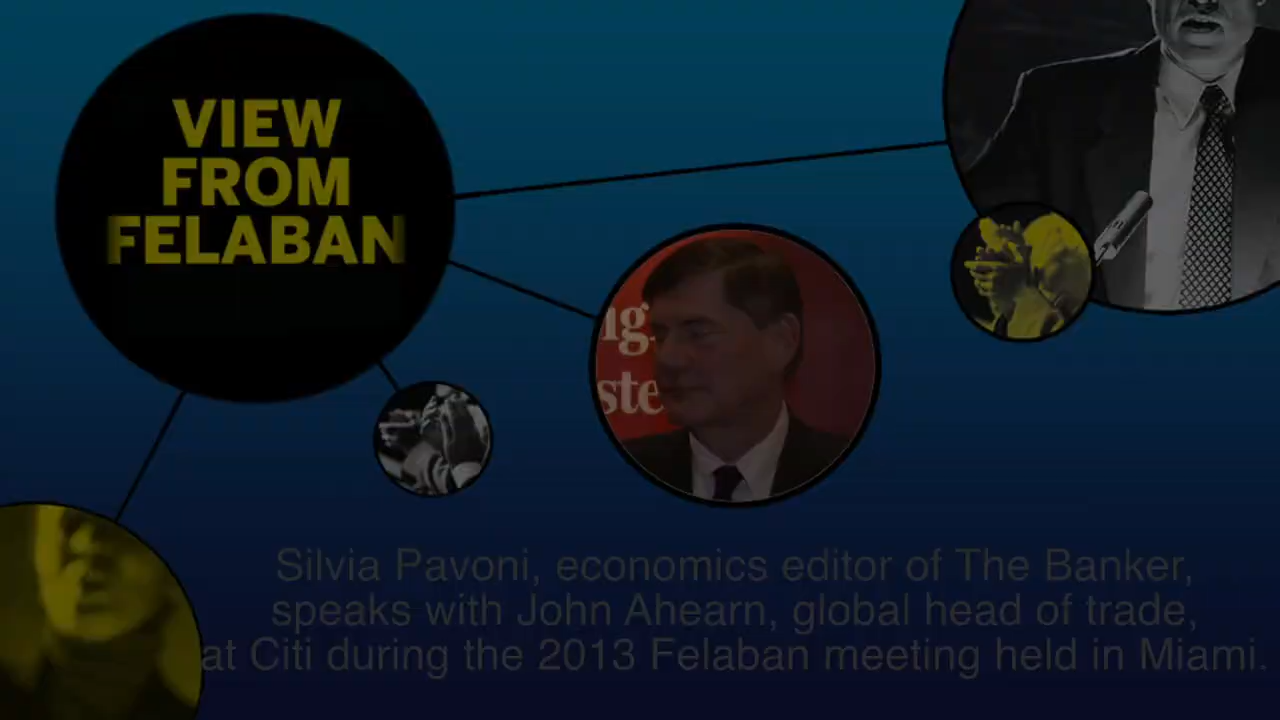 VIEW
FROM
FELABAN
Silvia Pavoni, economics editor of The Banker,
speaks with John Ahearn, global head of trade,
at Citi during the 2013 Felaban meeting held in Miami.